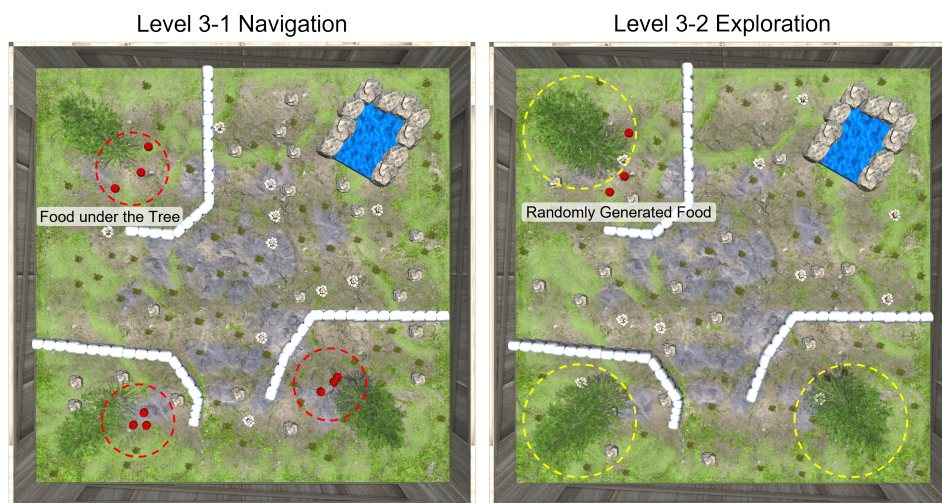 Level 3-1 Navigation
Level 3-2 Exploration
Food under the Tree
Randomly Generated Food